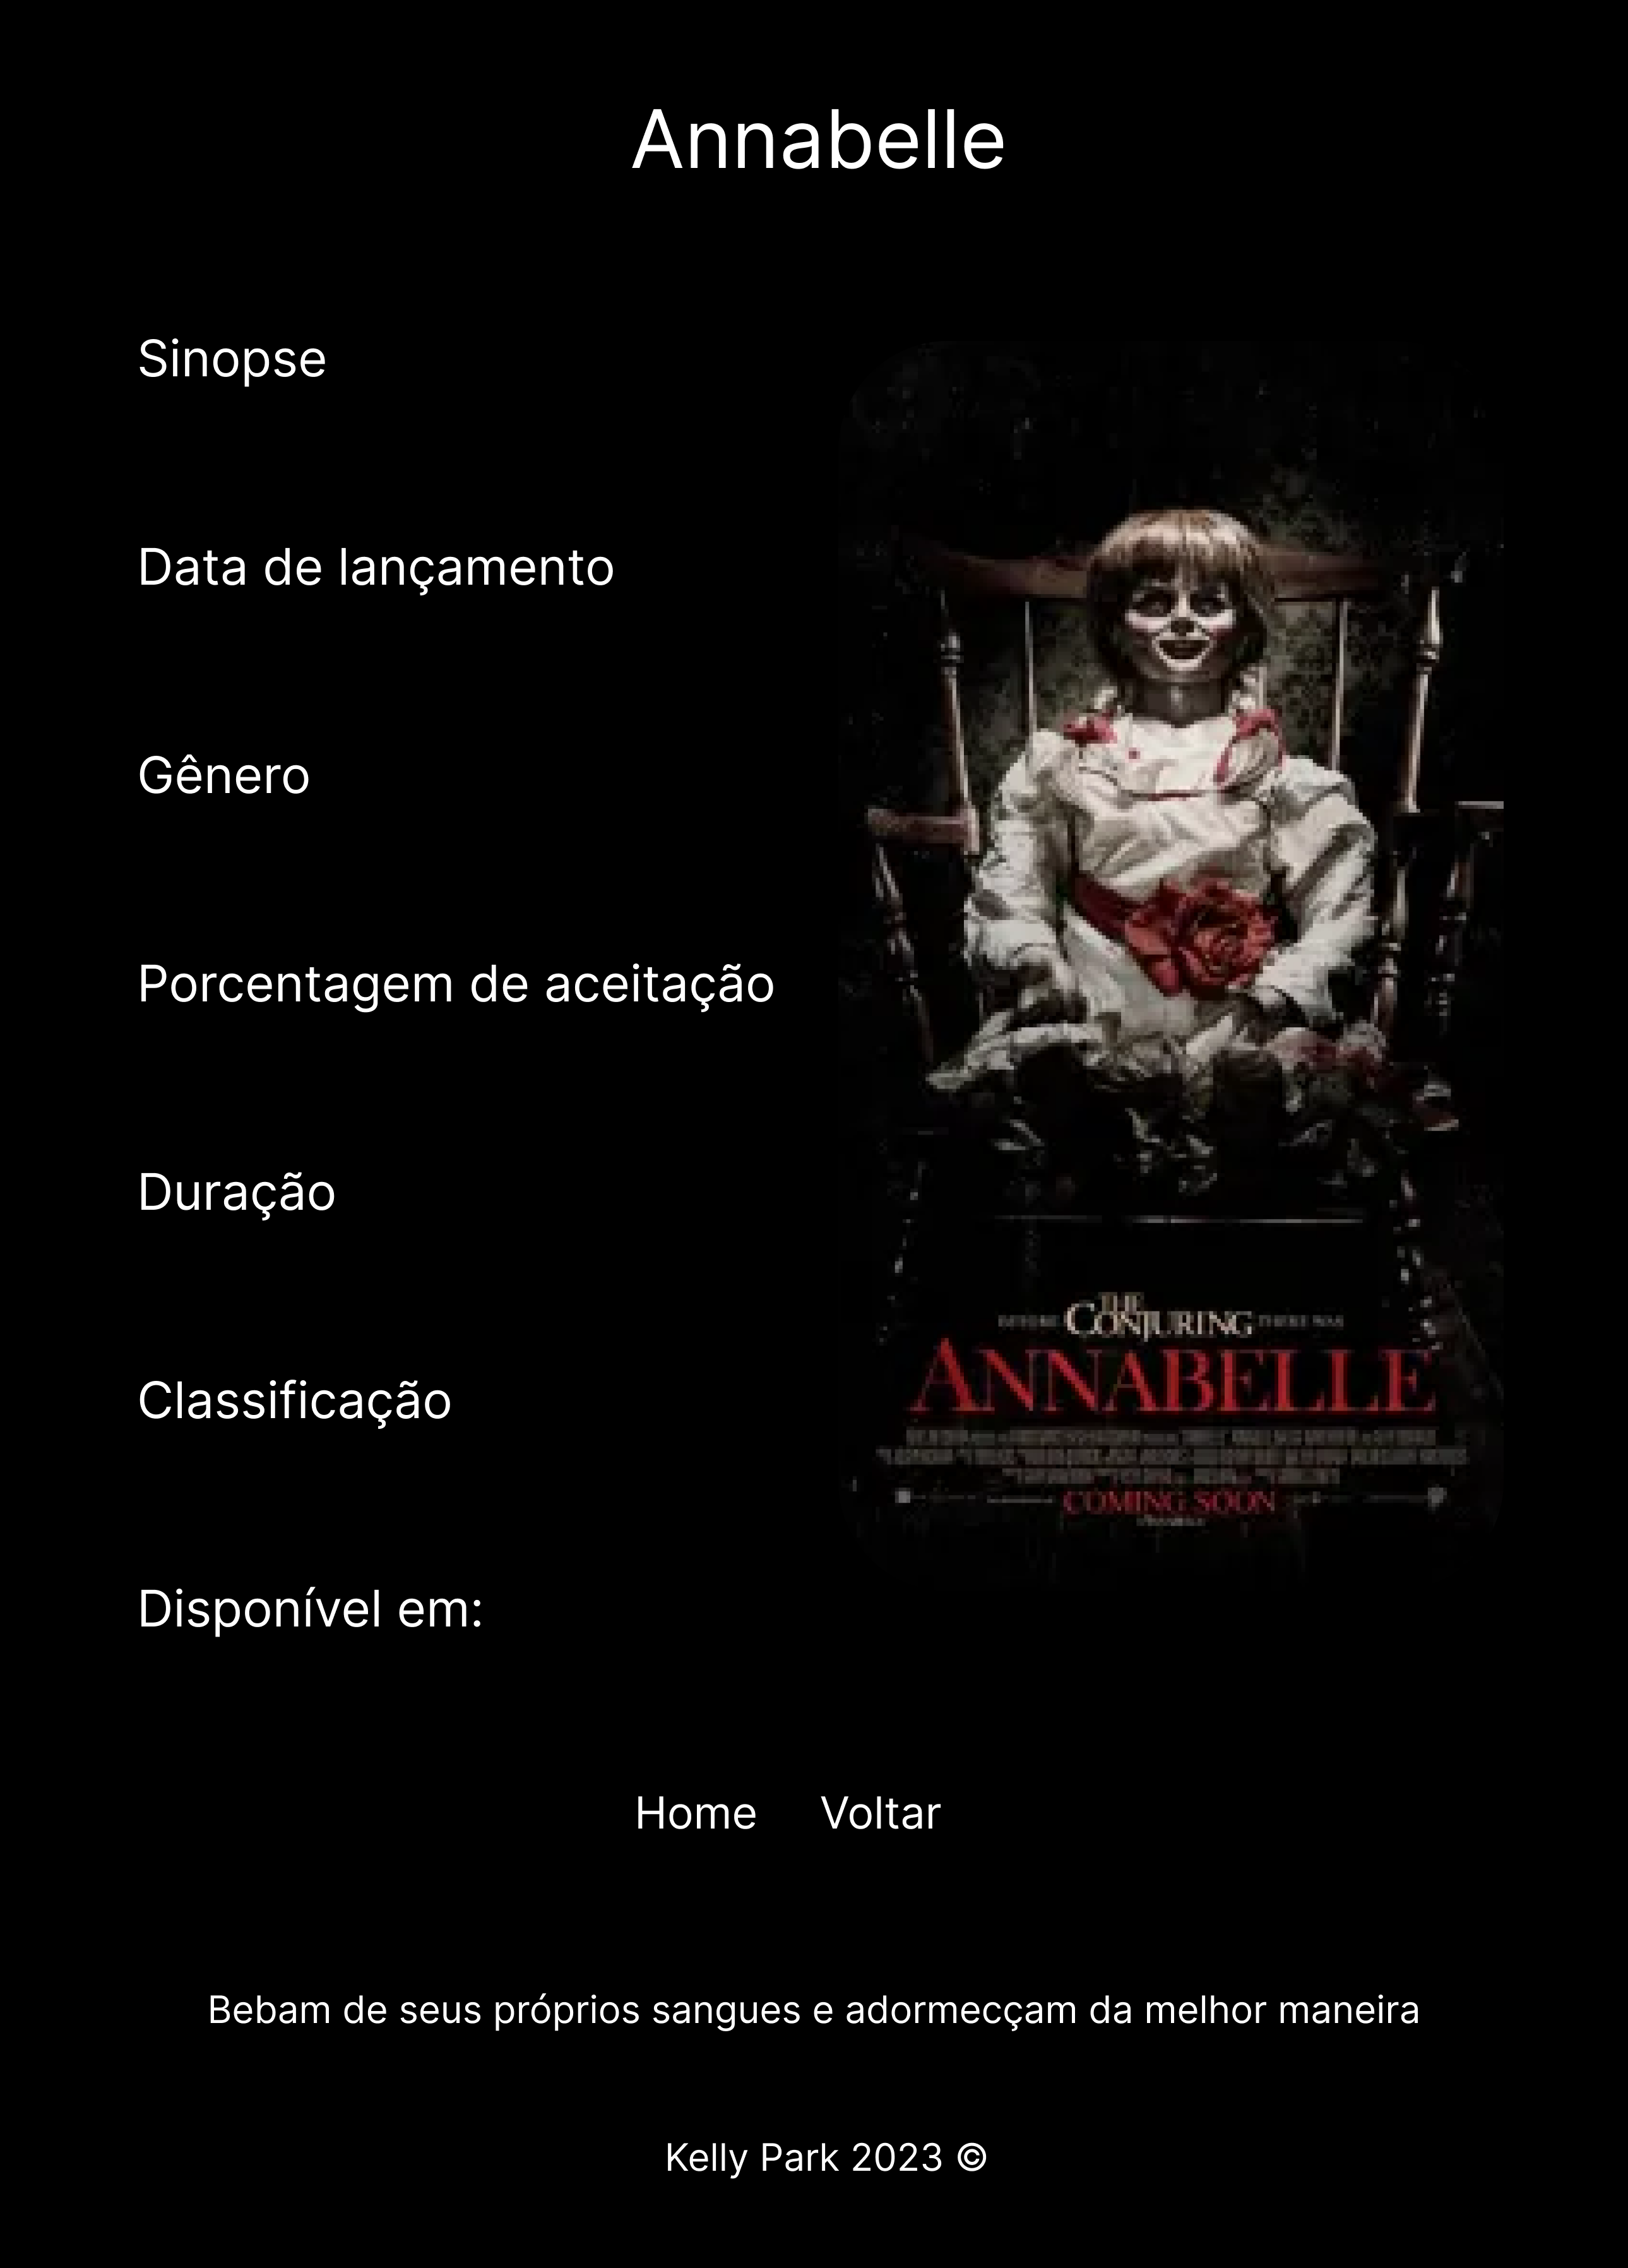 Annabelle
Sinopse
Data de lançamento
Gênero
Porcentagem de aceitação
Duração
Classificação
Disponível em:
THE
CONJURING
ANNABELLE
COMING SOON
Home Voltar
Bebam de seus próprios sangues e adormecçam da melhor maneira
Kelly Park 2023 ©